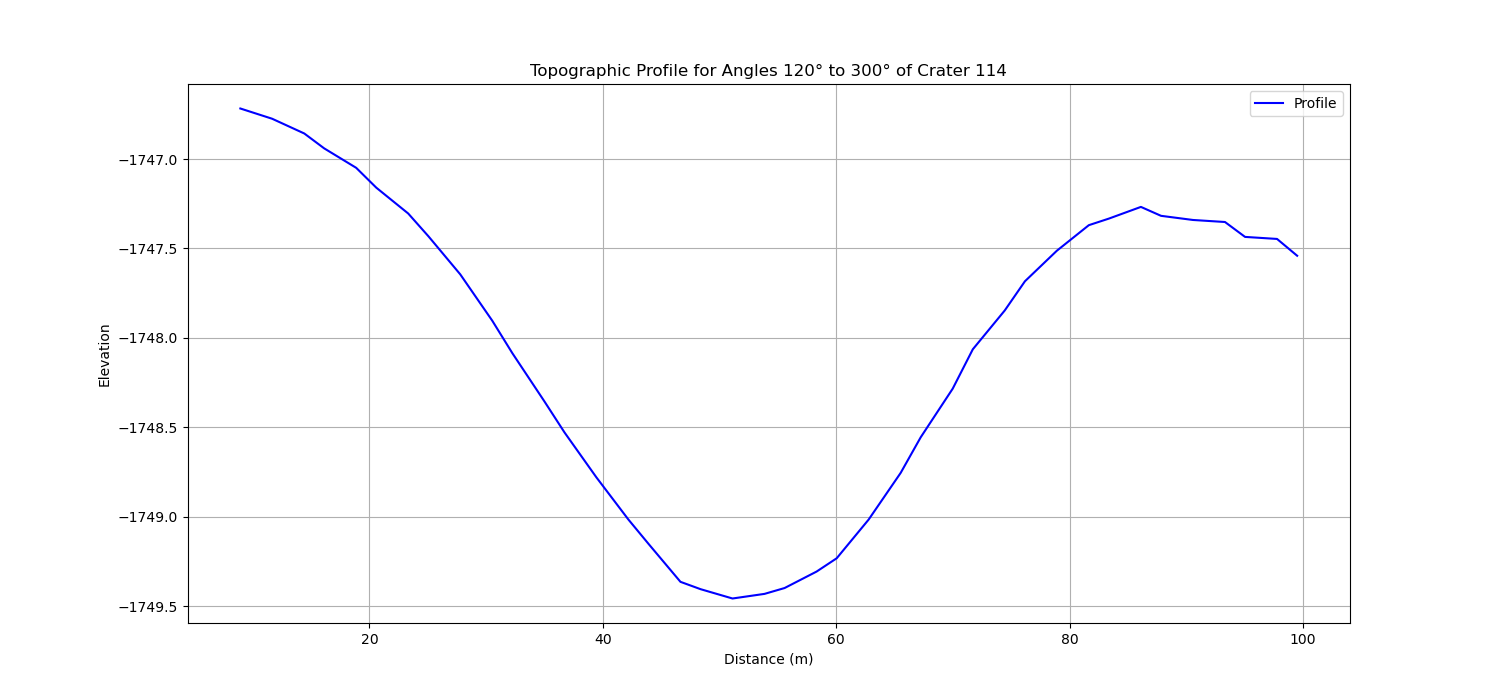 Topographic Profile for Angles 120° to 300° of Crater 114
Profile
−1747.0
−1747.5
−1748.0
−1748.5
−1749.0
−1749.5
Elevation
20
40
60
80
100
Distance (m)